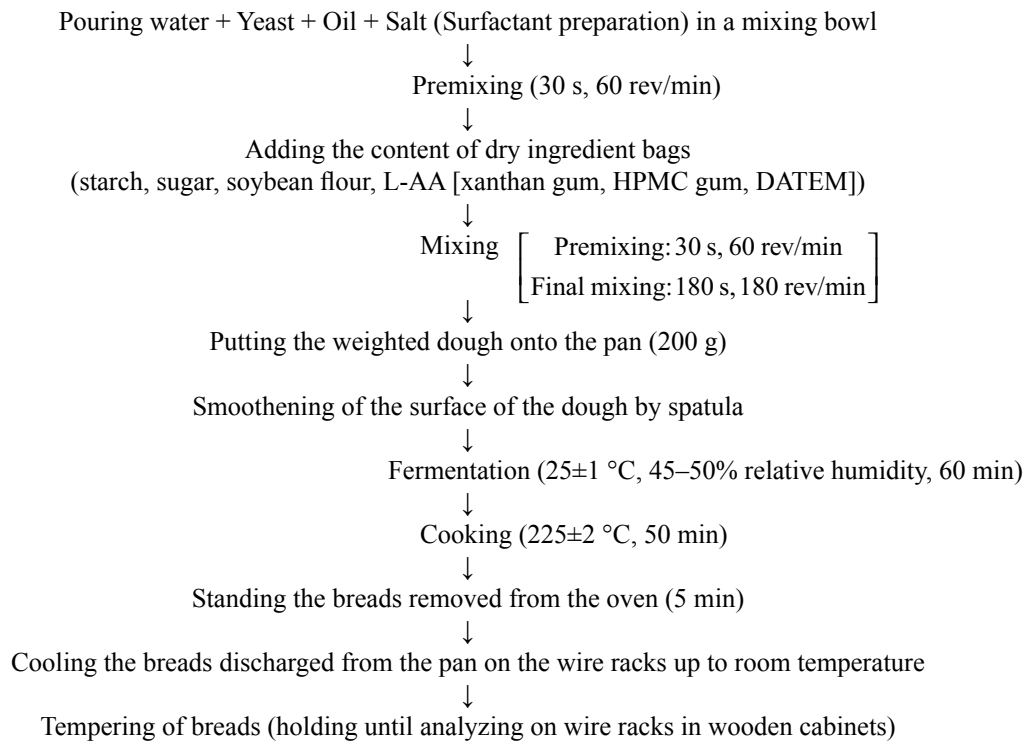 Pouring water + Yeast + Oil + Salt (Surfactant preparation) in a mixing bowl
↓
Premixing (30 s, 60 rev/min)
↓
Adding the content of dry ingredient bags
(starch, sugar, soybean flour, L-AA [xanthan gum, HPMC gum, DATEM])
↓
Mixing [Premixing: 30 s, 60 rev/min
Final mixing: 180 s, 180 rev/min]
↓
Putting the weighted dough onto the pan (200 g)
↓
Smoothening of the surface of the dough by spatula
↓
Fermentation (25±1 °C, 45–50% relative humidity, 60 min)
↓
Cooking (225±2 °C, 50 min)
↓
Standing the breads removed from the oven (5 min)
↓
Cooling the breads discharged from the pan on the wire racks up to room temperature
↓
Tempering of breads (holding until analyzing on wire racks in wooden cabinets)